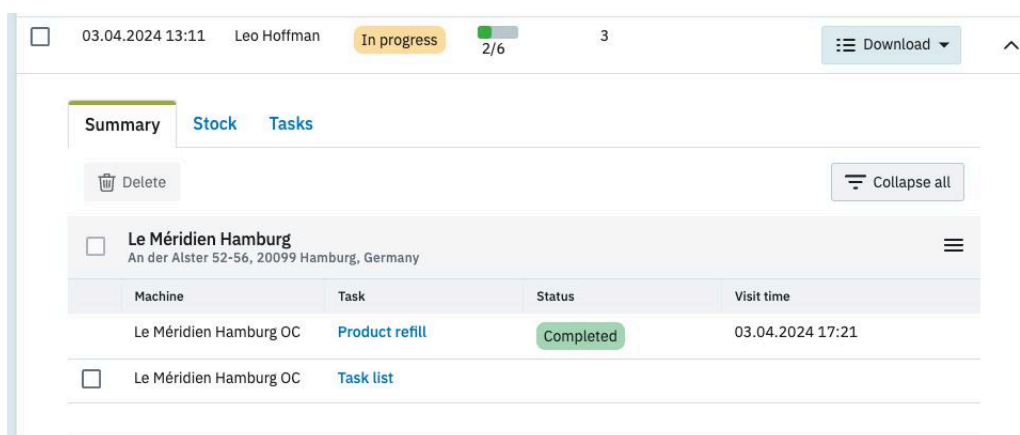 03.04.2024 13:11 Leo Hoffman In progress 2/6 3 Download
Summary Stock Tasks
Delete Collapse all
Le Méridien Hamburg
An der Alster 52-56, 20099 Hamburg, Germany
Machine Task Status Visit time
Le Méridien Hamburg OC Product refill Completed 03.04.2024 17:21
Le Méridien Hamburg OC Task list